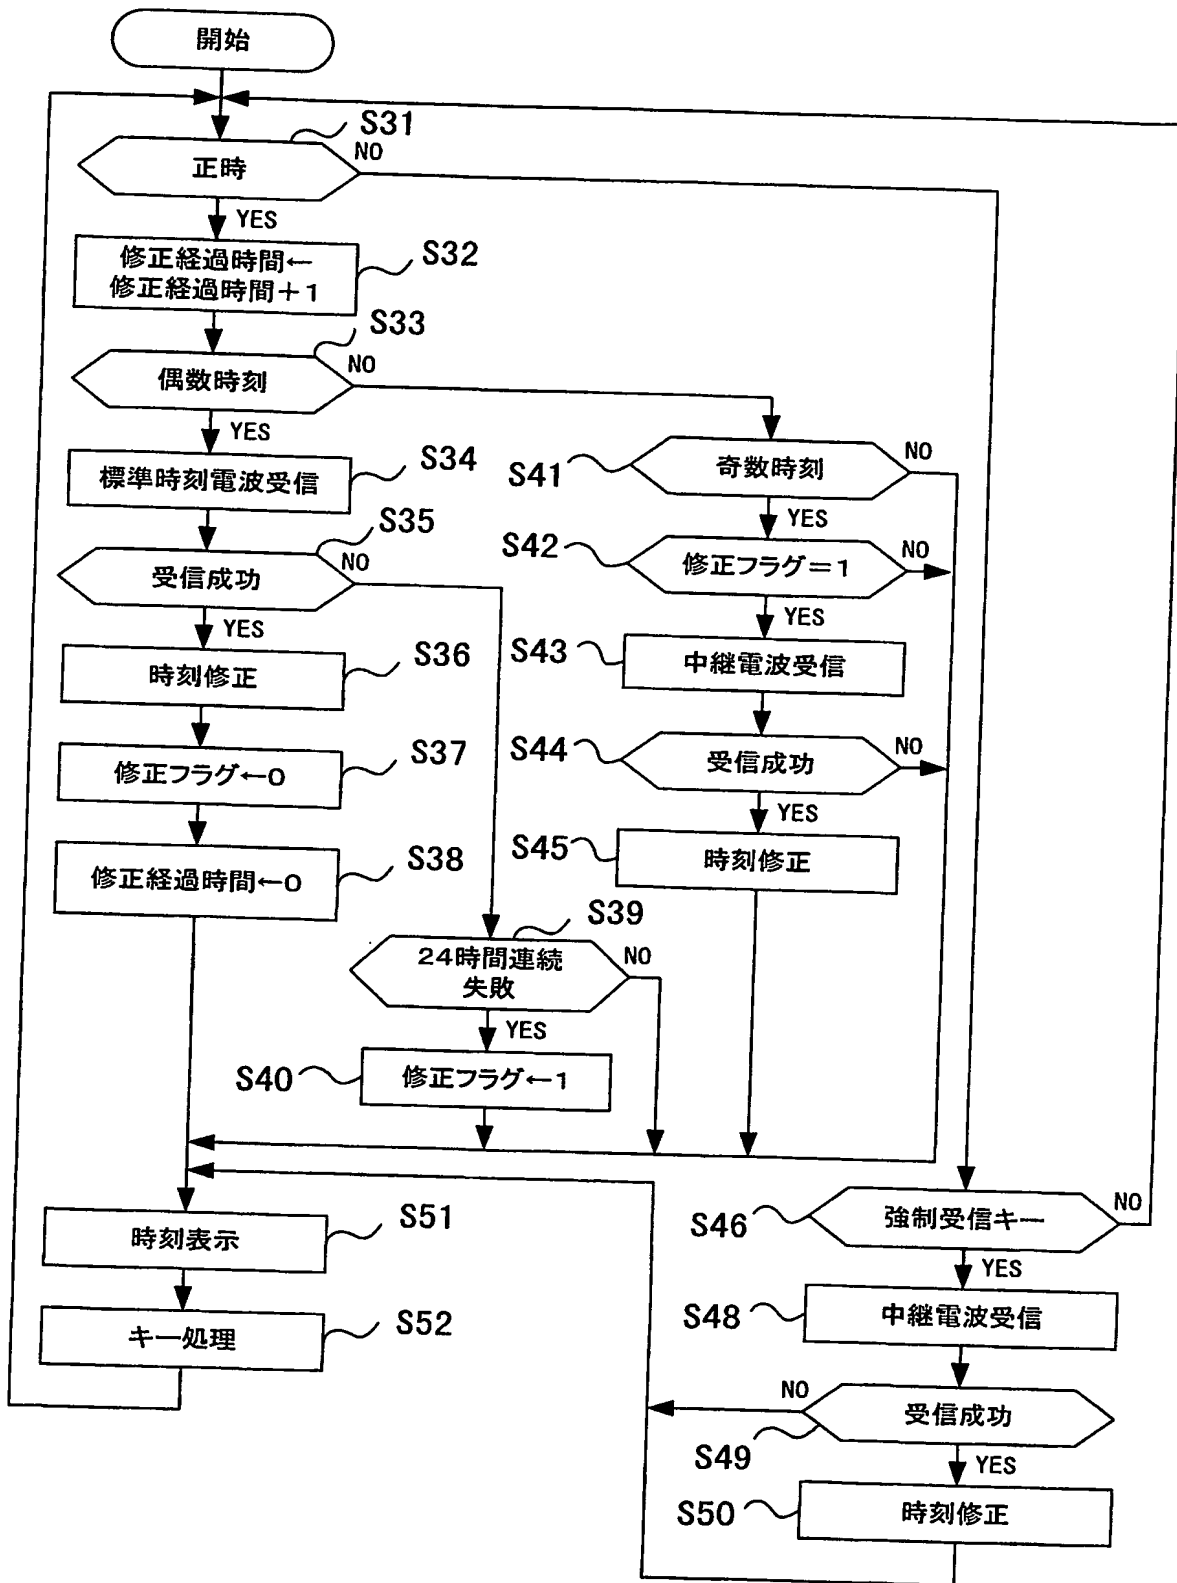 開始
S31
正時
NO
YES
修正経過時間←
修正経過時間+1
S32
S33
偶数時刻
NO
YES
標準時刻電波受信
S34
S35
受信成功
NO
YES
時刻修正
S36
修正フラグ←0
S37
修正経過時間←0
S38
S39
24時間連続
失敗
NO
YES
S40
修正フラグ←1
S41
奇数時刻
NO
YES
S42
修正フラグ=1
NO
YES
S43
中継電波受信
S44
受信成功
NO
YES
S45
時刻修正
S46
強制受信キー
NO
YES
S48
中継電波受信
NO
受信成功
S49
YES
S50
時刻修正
時刻表示
S51
キー処理
S52